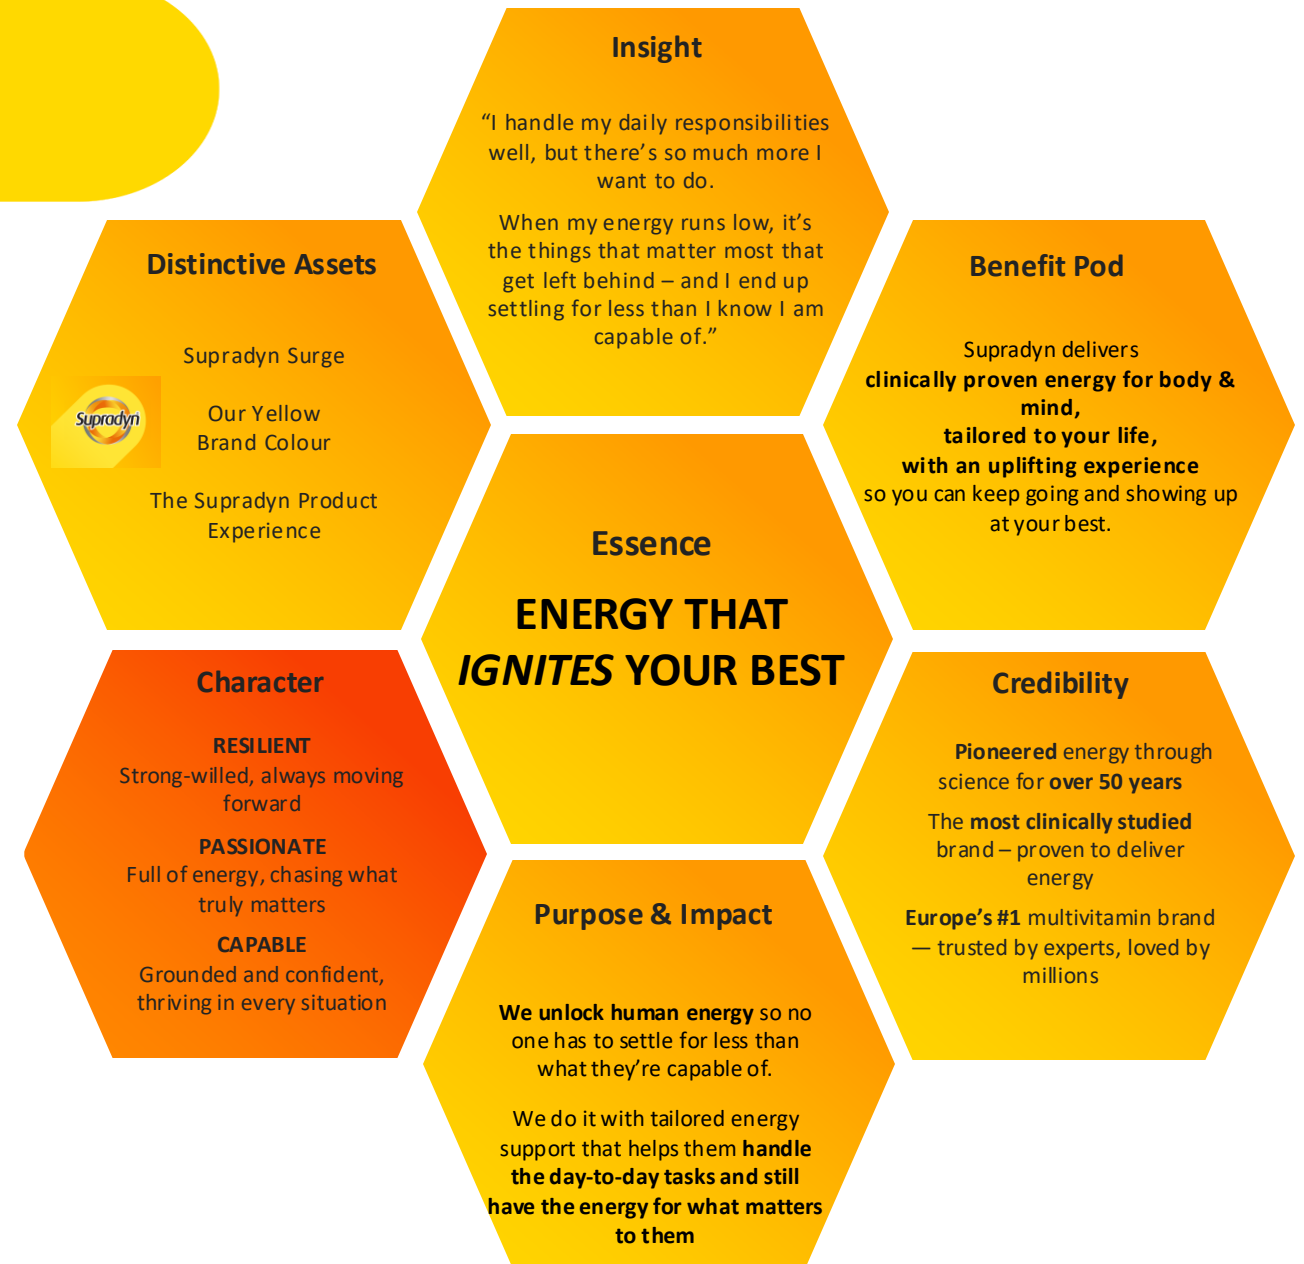 Insight
“I handle my daily responsibilities
well, but there’s so much more I
want to do.
When my energy runs low, it’s
the things that matter most that
get left behind – and I end up
settling for less than I know I am
capable of.”
Distinctive Assets
Supradyn Surge
Supradyn
Our Yellow
Brand Colour
The Supradyn Product
Experience
Benefit Pod
Supradyn delivers
clinically proven energy for body &
mind,
tailored to your life,
with an uplifting experience
so you can keep going and showing up
at your best.
Essence
ENERGY THAT
IGNITES YOUR BEST
Character
RESILIENT
Strong-willed, always moving
forward
PASSIONATE
Full of energy, chasing what
truly matters
CAPABLE
Grounded and confident,
thriving in every situation
Credibility
Pioneered energy through
science for over 50 years
The most clinically studied
brand – proven to deliver
energy
Europe’s #1 multivitamin brand
— trusted by experts, loved by
millions
Purpose & Impact
We unlock human energy so no
one has to settle for less than
what they’re capable of.
We do it with tailored energy
support that helps them handle
the day-to-day tasks and still
have the energy for what matters
to them